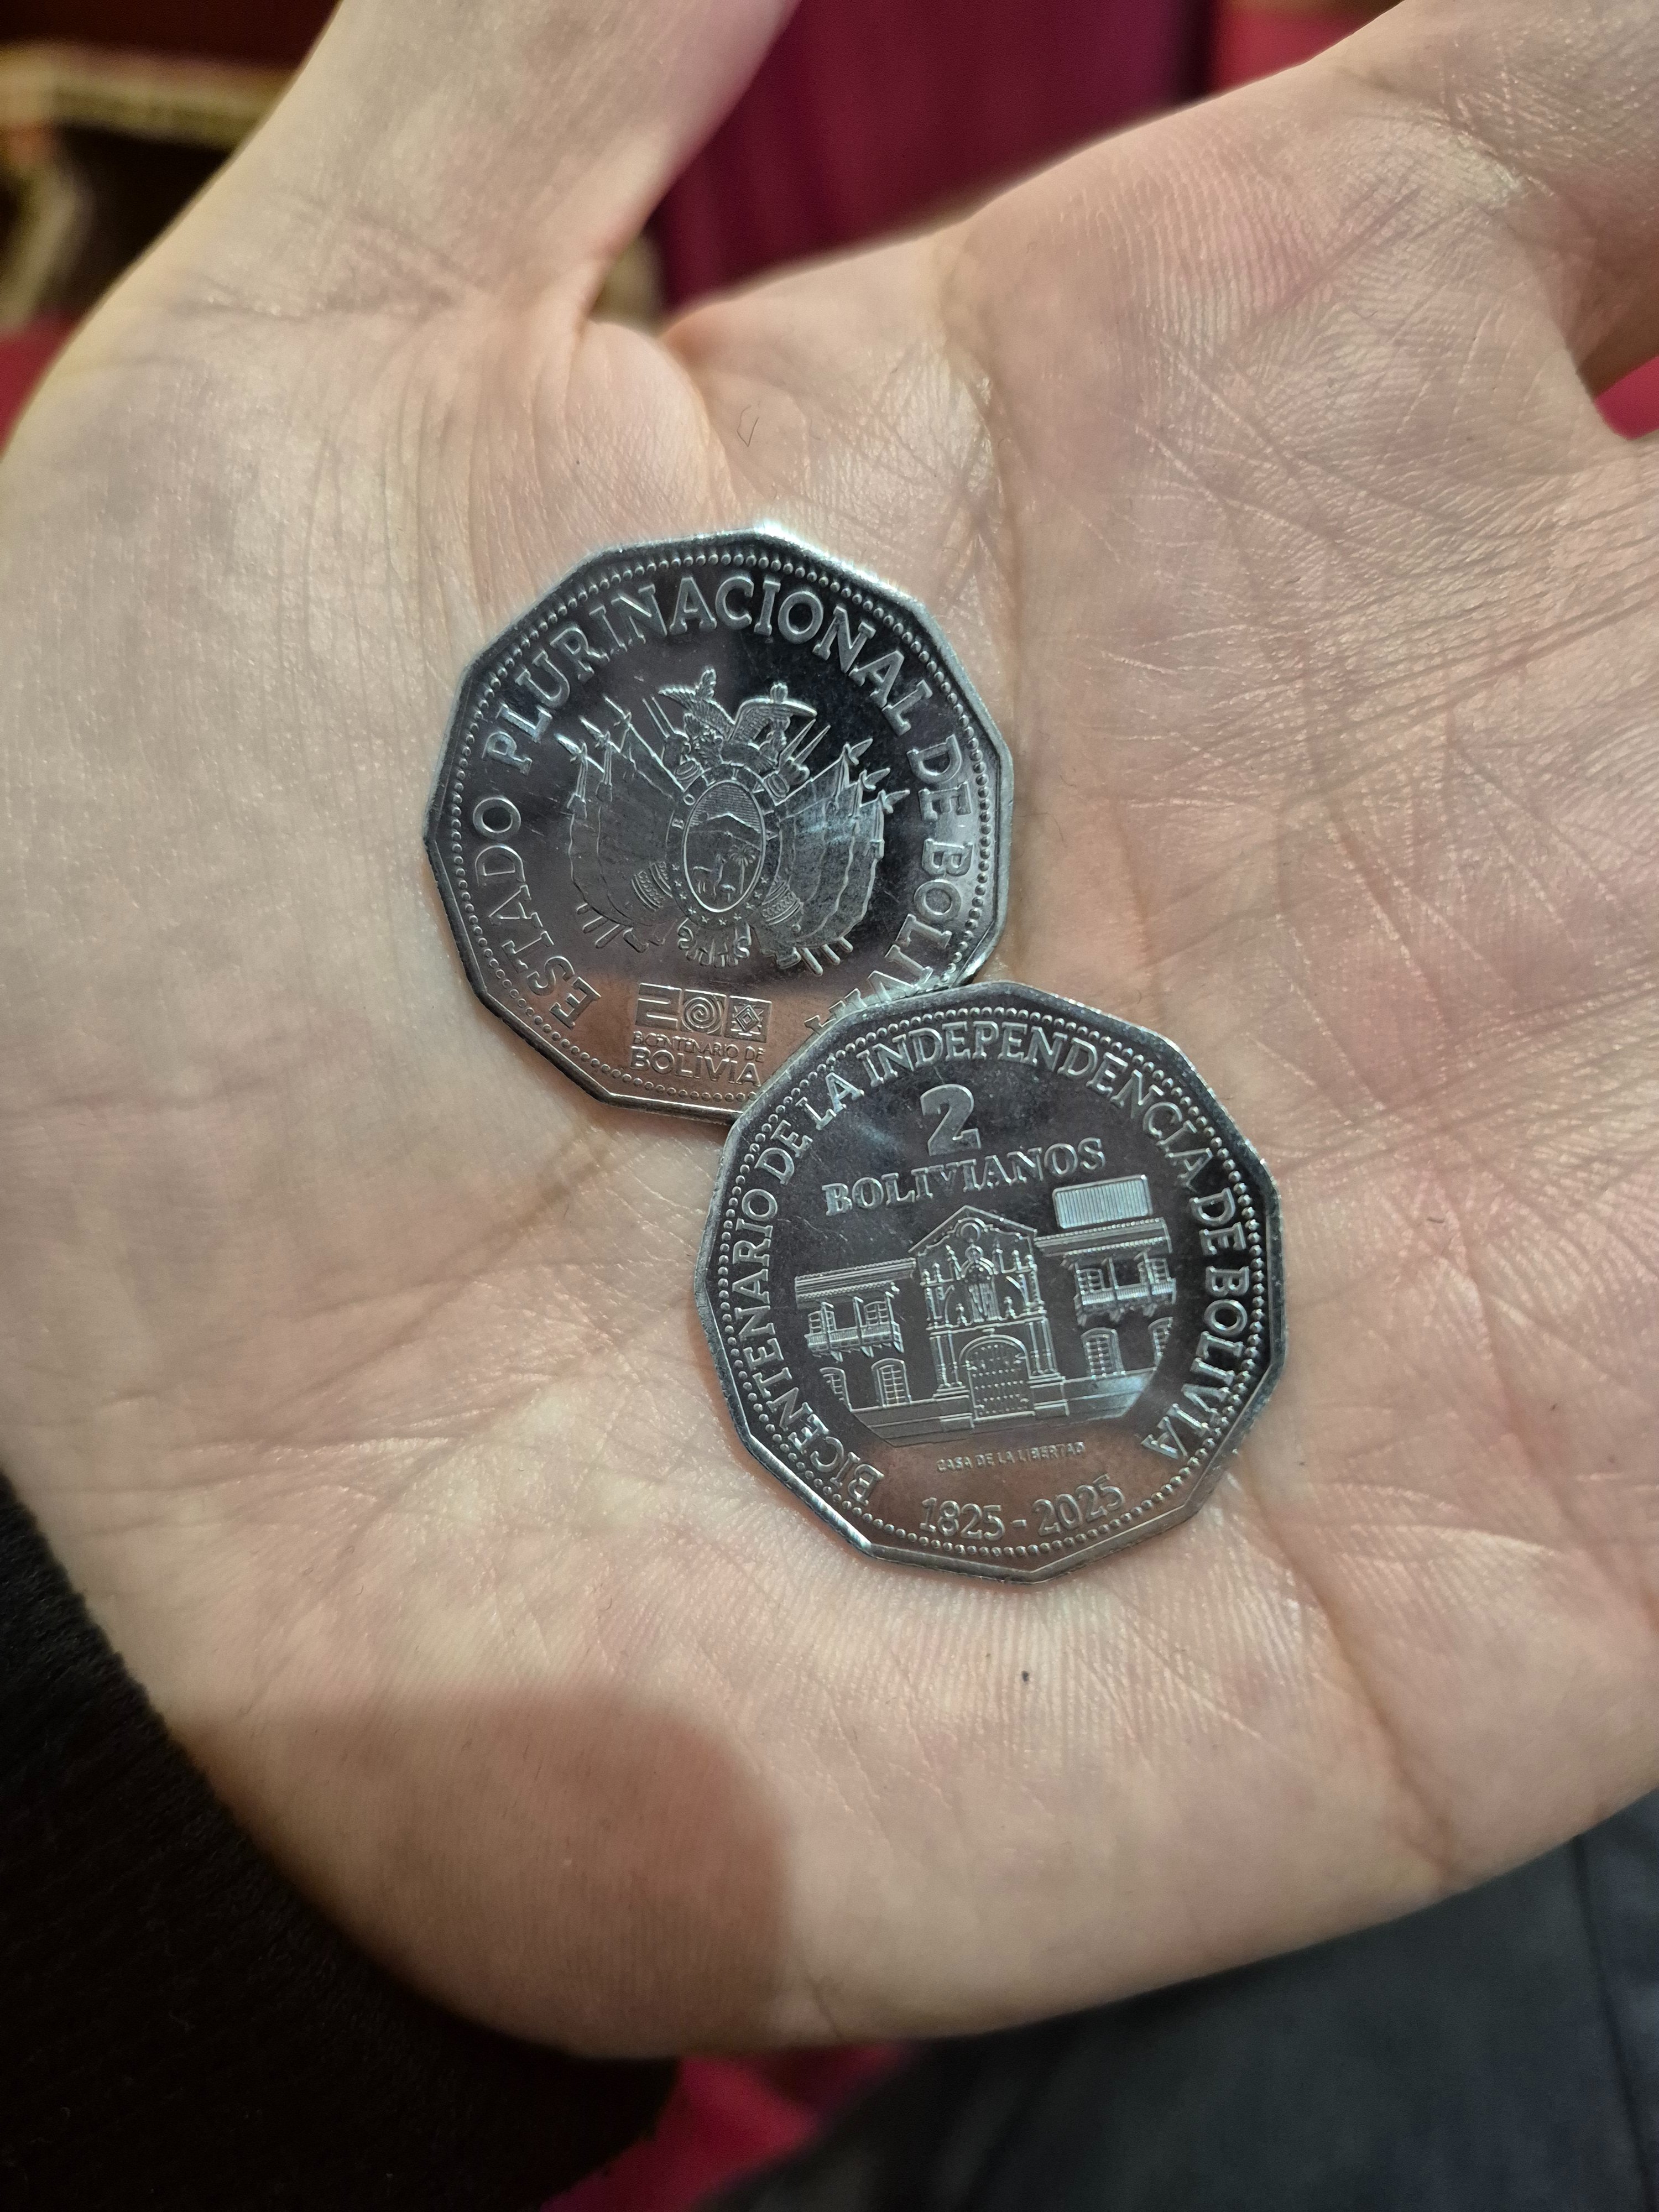 ESTADO PLURINACIONAL DE BOLIVIA
200
BICENTENARIO DE
BOLIVIA
BICENTENARIO DE LA INDEPENDENCIA DE BOLIVIA
2
BOLIVIANOS
CASA DE LA LIBERTAD
1825 - 2025